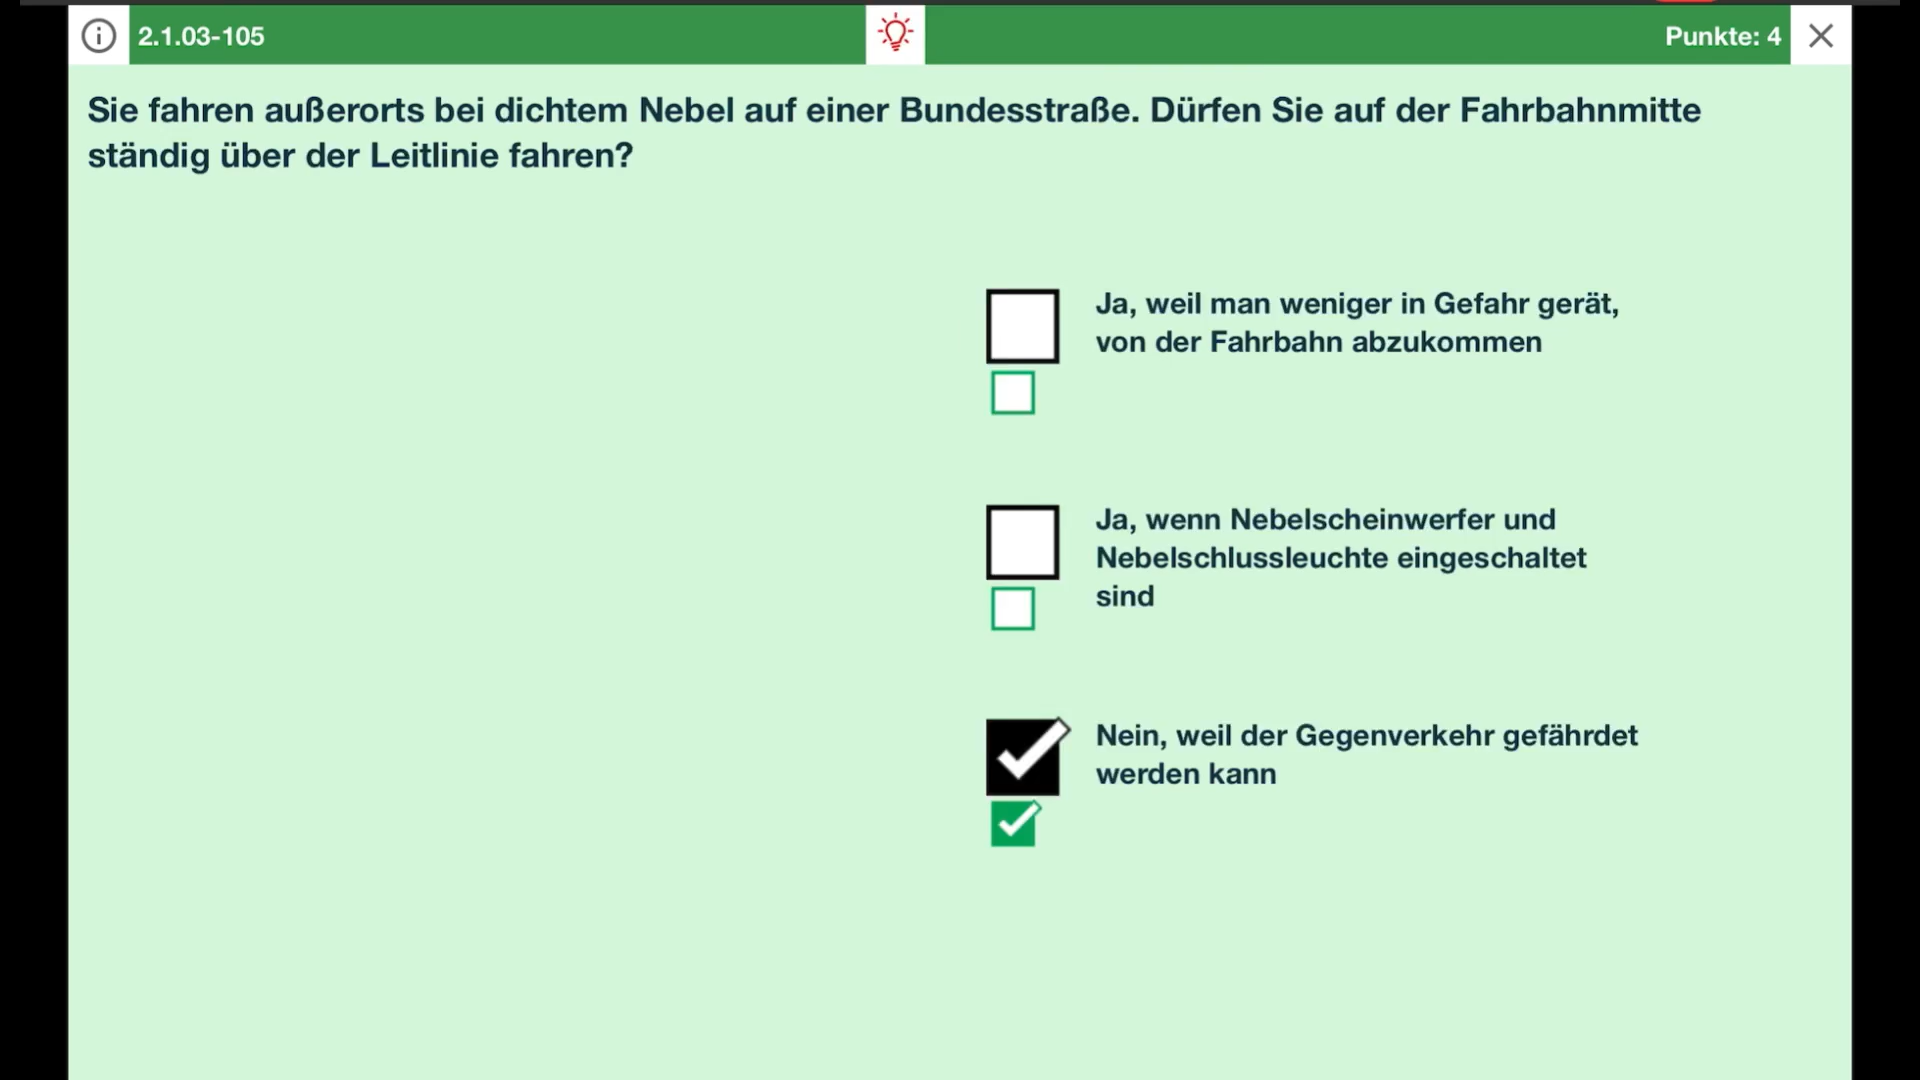 2.1.03-105
Punkte: 4
Sie fahren außerorts bei dichtem Nebel auf einer Bundesstraße. Dürfen Sie auf der Fahrbahnmitte
ständig über der Leitlinie fahren?
Ja, weil man weniger in Gefahr gerät,
von der Fahrbahn abzukommen
Ja, wenn Nebelscheinwerfer und
Nebelschlussleuchte eingeschaltet
sind
Nein, weil der Gegenverkehr gefährdet
werden kann